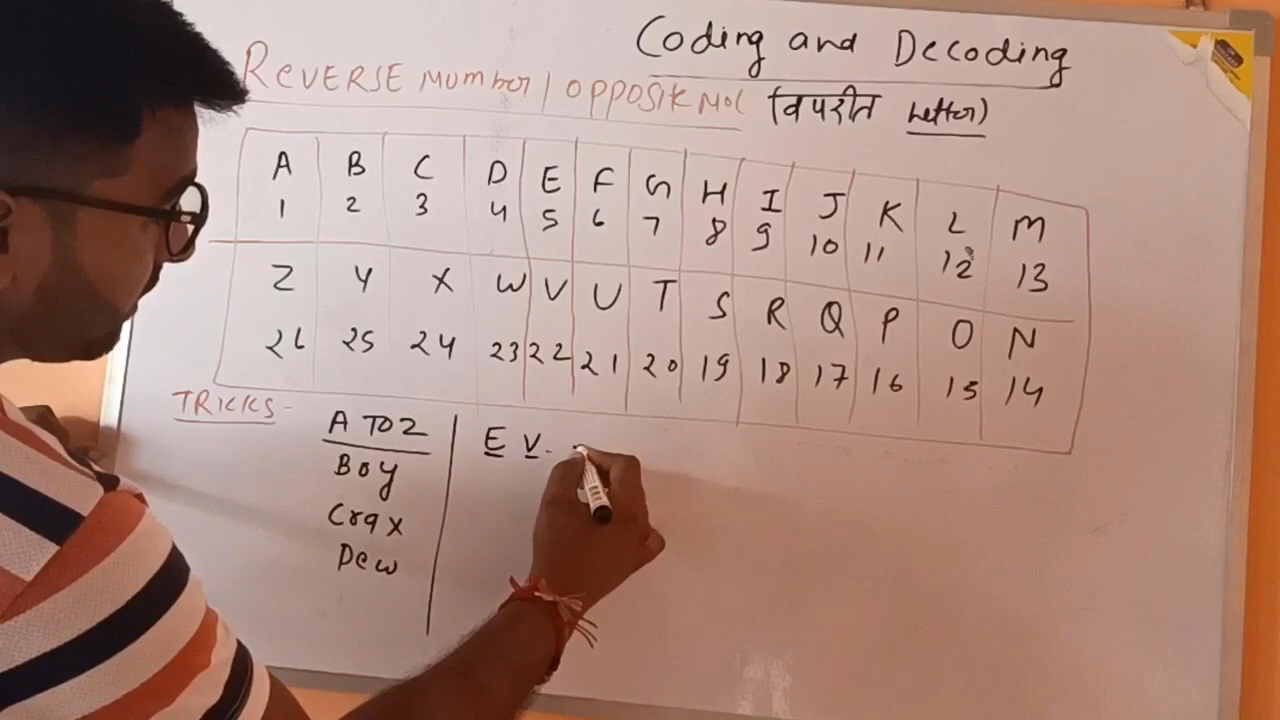 Coding and Decoding
REVERSE Number / OPPOSITE NOC (विपरीत Letter)
A B C D E F G H I J K L M
1 2 3 4 5 6 7 8 9 10 11 12 13
Z Y X W V U T S R Q P O N
26 25 24 23 22 21 20 19 18 17 16 15 14
TRICKS-
A TO Z
Boy
Crax
Dew
E V.